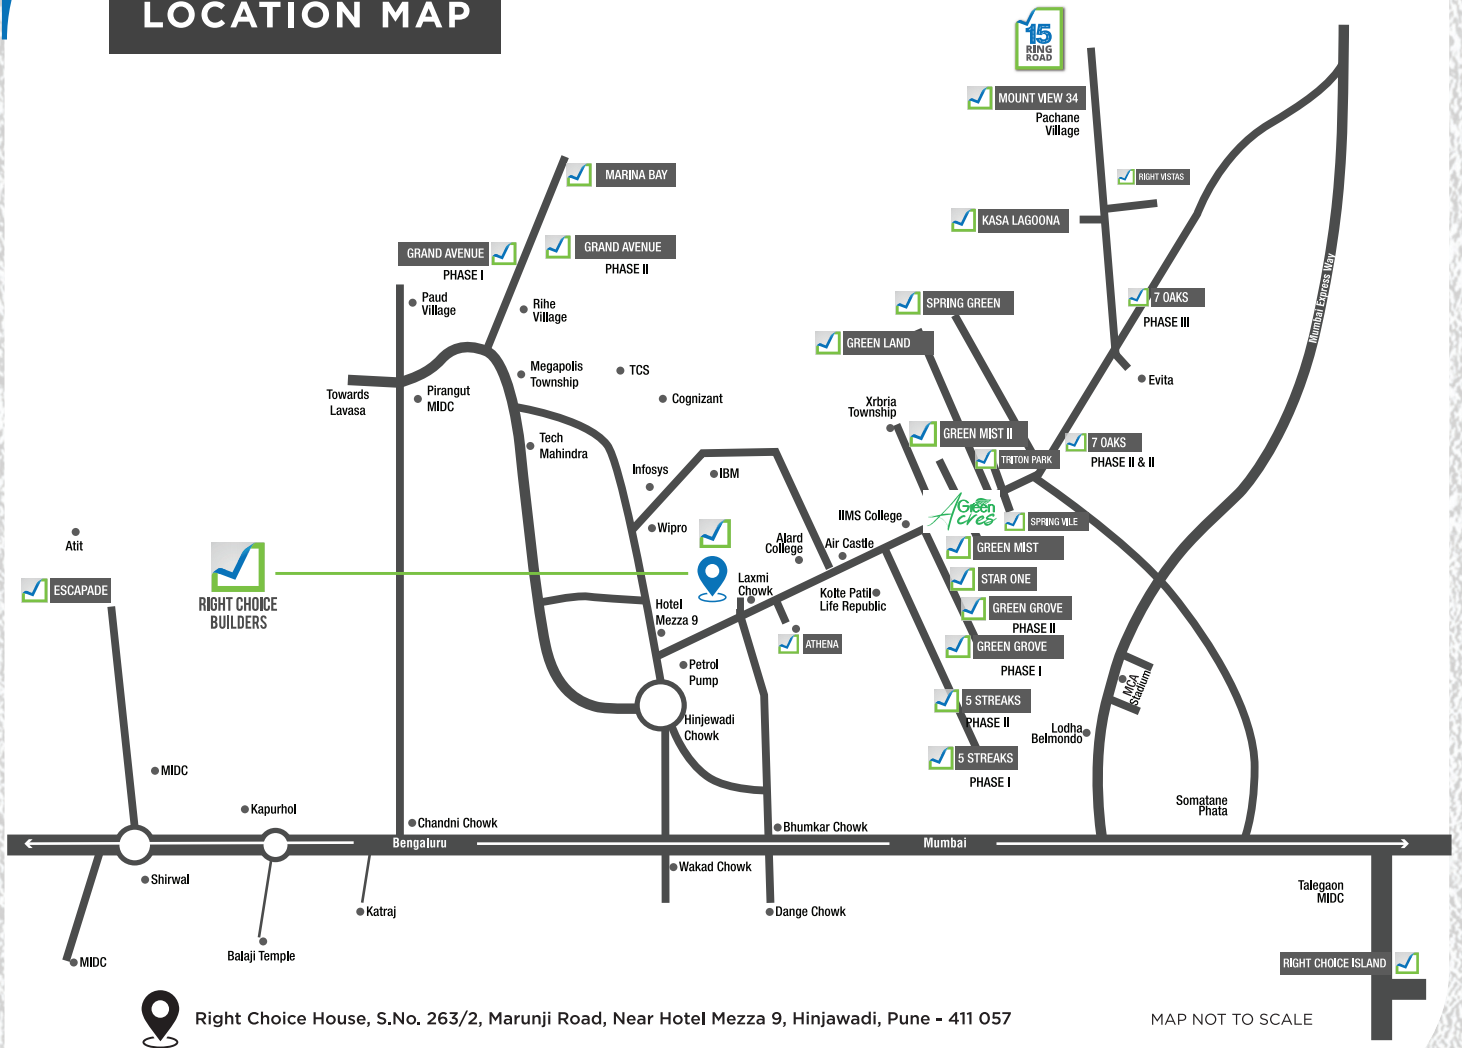 LOCATION MAP
15
RING
ROAD
MOUNT VIEW 34
Pachane
Village
MARINA BAY
RIGHT VISTAS
KASA LAGOONA
GRAND AVENUE
PHASE I
GRAND AVENUE
PHASE II
Paud
Village
Rihe
Village
SPRING GREEN
7 OAKS
PHASE III
Mumbai Express Way
GREEN LAND
Megapolis
Township
TCS
Evita
Towards
Lavasa
Pirangut
MIDC
Cognizant
Xrbria
Township
Tech
Mahindra
GREEN MIST II
7 OAKS
PHASE II & II
TRITON PARK
Infosys
IBM
Green
Acres
SPRING VILE
IIMS College
Wipro
Atit
Alard
College
Air Castle
GREEN MIST
ESCAPADE
RIGHT CHOICE
BUILDERS
Laxmi
Chowk
STAR ONE
Kolte Patil
Life Republic
Hotel
Mezza 9
GREEN GROVE
PHASE II
ATHENA
GREEN GROVE
PHASE I
Petrol
Pump
MCA
Stadium
5 STREAKS
PHASE II
Hinjewadi
Chowk
Lodha
Belmondo
5 STREAKS
PHASE I
MIDC
Kapurhol
Somatane
Phata
Chandni Chowk
Bhumkar Chowk
Bengaluru
Mumbai
Wakad Chowk
Shirwal
Talegaon
MIDC
Katraj
Dange Chowk
Balaji Temple
MIDC
RIGHT CHOICE ISLAND
Right Choice House, S.No. 263/2, Marunji Road, Near Hotel Mezza 9, Hinjawadi, Pune - 411 057
MAP NOT TO SCALE